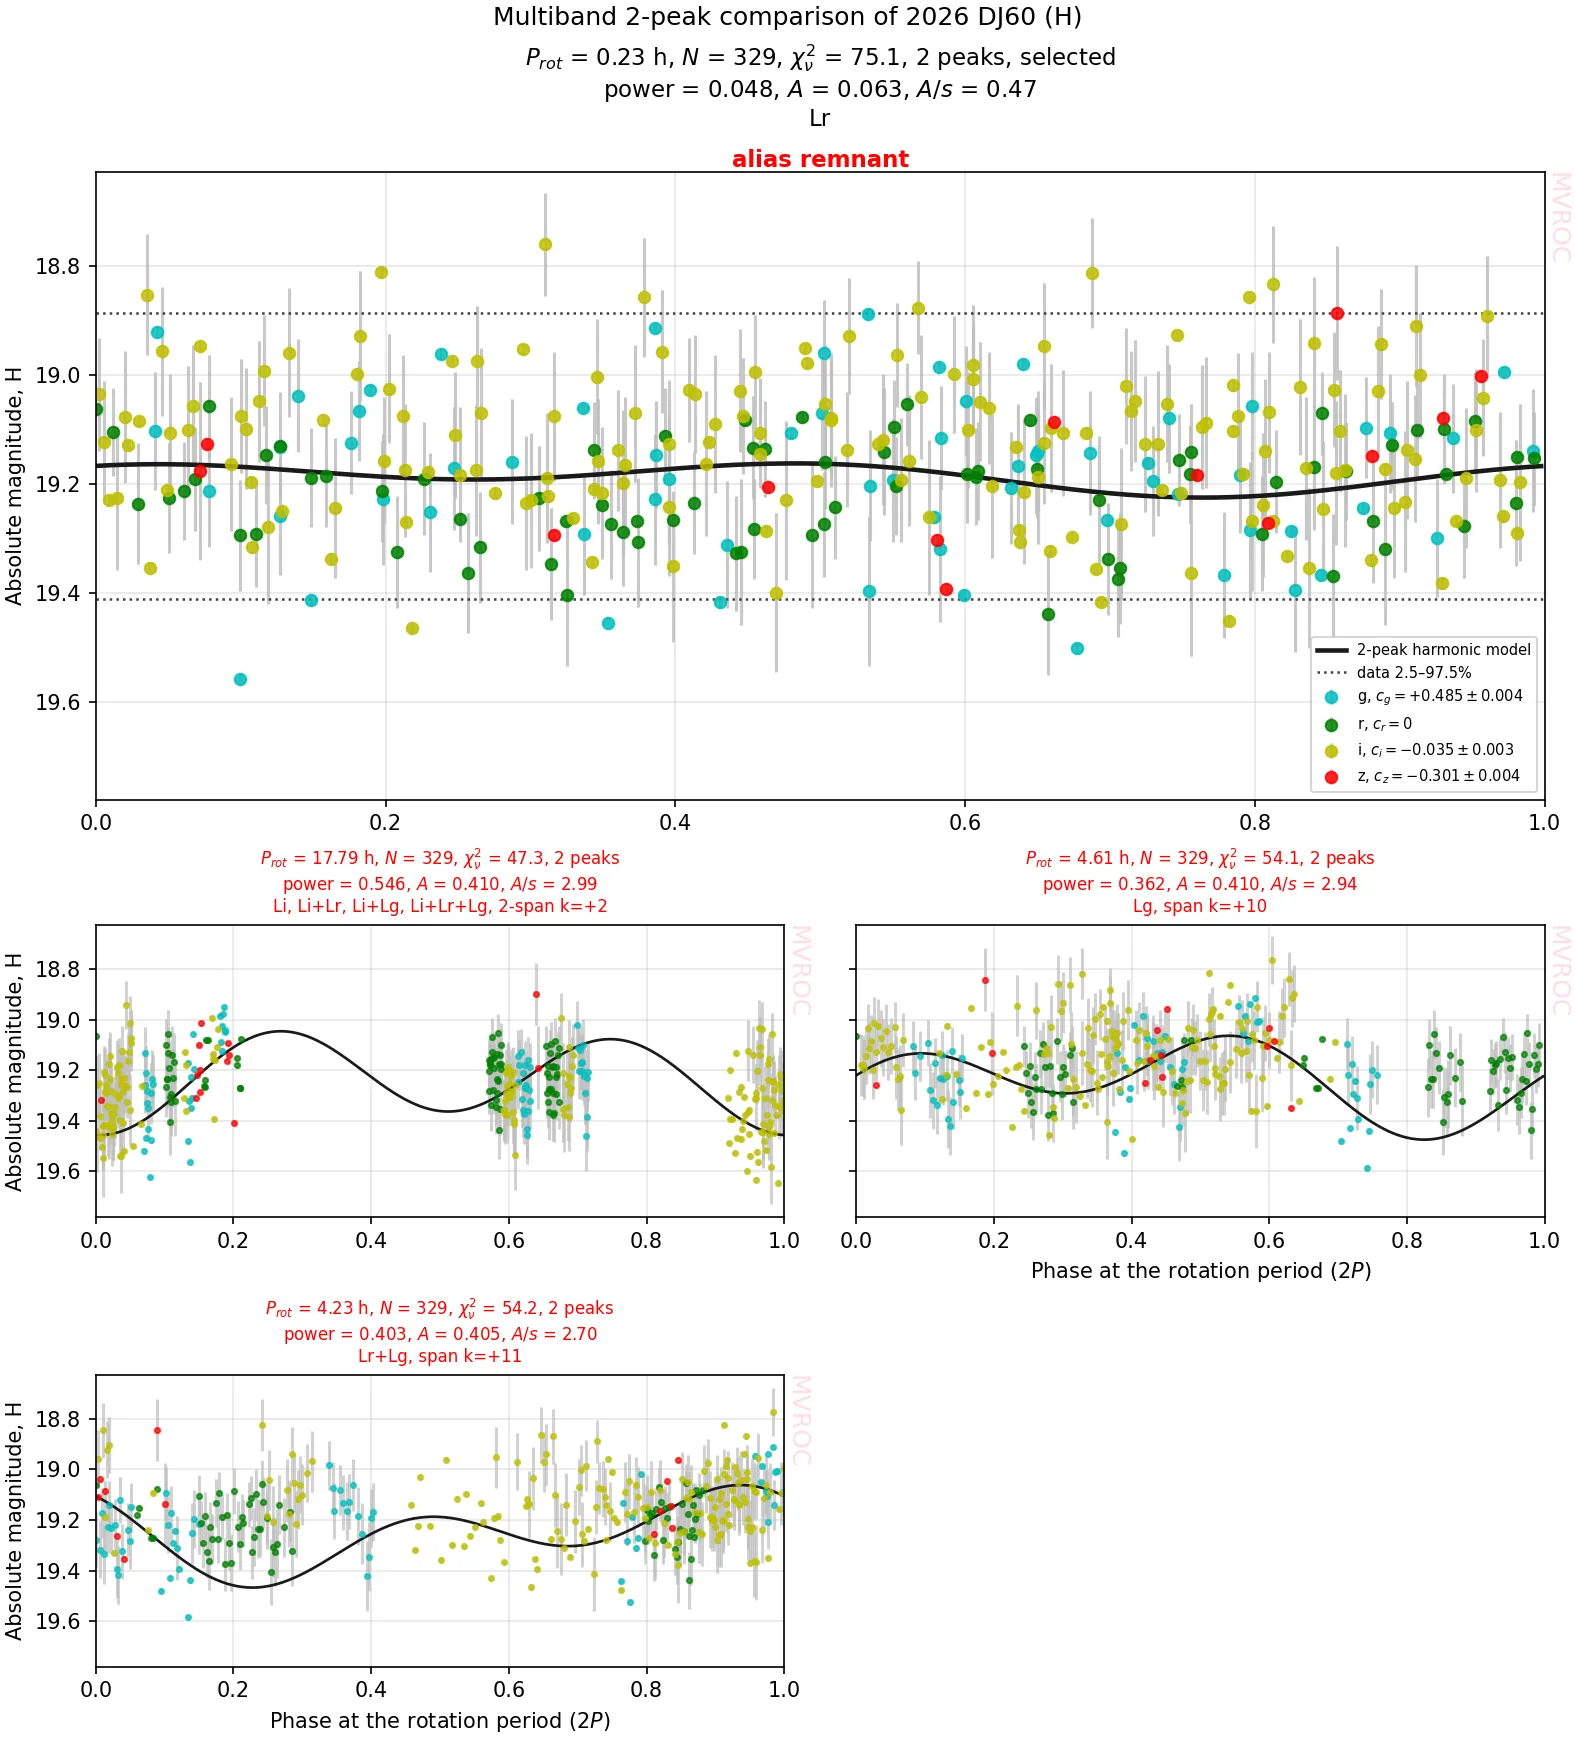 Multiband 2-peak comparison of 2026 DJ60 (H)
P_rot = 0.23 h, N = 329, χ²_ν = 75.1, 2 peaks, selected
power = 0.048, A = 0.063, A/s = 0.47
Lr
alias remnant
MVROC
Absolute magnitude, H
18.8
19.0
19.2
19.4
19.6
2-peak harmonic model
data 2.5–97.5%
g, c_g = +0.485 ± 0.004
r, c_r = 0
i, c_i = −0.035 ± 0.003
z, c_z = −0.301 ± 0.004
0.0 0.2 0.4 0.6 0.8 1.0
P_rot = 17.79 h, N = 329, χ²_ν = 47.3, 2 peaks
power = 0.546, A = 0.410, A/s = 2.99
Li, Li+Lr, Li+Lg, Li+Lr+Lg, 2-span k=+2
MVROC
Absolute magnitude, H
18.8
19.0
19.2
19.4
19.6
0.0 0.2 0.4 0.6 0.8 1.0
P_rot = 4.61 h, N = 329, χ²_ν = 54.1, 2 peaks
power = 0.362, A = 0.410, A/s = 2.94
Lg, span k=+10
MVROC
0.0 0.2 0.4 0.6 0.8 1.0
Phase at the rotation period (2P)
P_rot = 4.23 h, N = 329, χ²_ν = 54.2, 2 peaks
power = 0.403, A = 0.405, A/s = 2.70
Lr+Lg, span k=+11
MVROC
Absolute magnitude, H
18.8
19.0
19.2
19.4
19.6
0.0 0.2 0.4 0.6 0.8 1.0
Phase at the rotation period (2P)